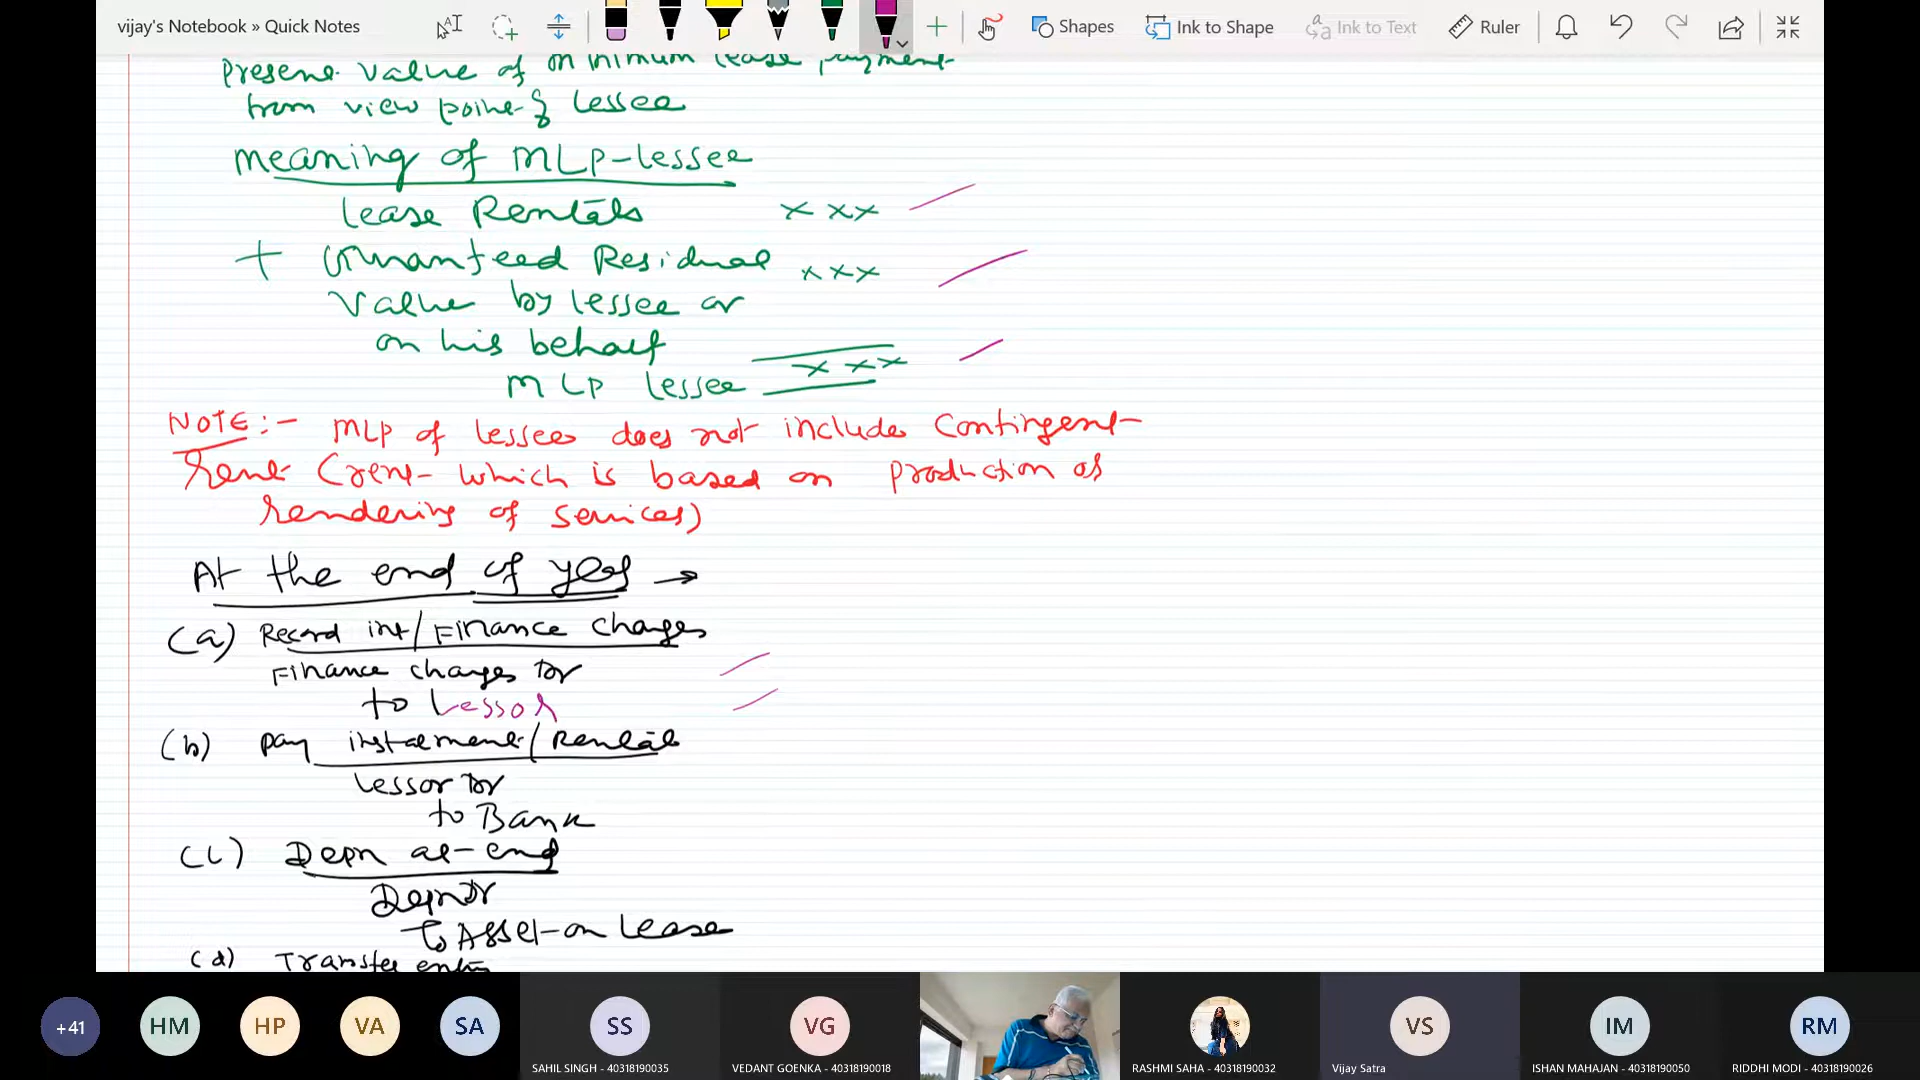 vijay's Notebook » Quick Notes
Shapes
Ink to Shape
Ink to Text
Ruler
present value of minimum lease payment
from view point of lessee
meaning of MLP-lessee
lease Rentals xxx
+ Guaranteed Residual xxx
value by lessee or
on his behalf
MLP lessee xxx
NOTE:- MLP of lessee does not include Contingent
Rent (rent which is based on production or
rendering of services)
At the end of year →
(a) Record int/Finance charges
Finance charges Dr
to Lessor
(b) pay instalment/Rentals
Lessor Dr
to Bank
(c) Depn at end
Depn Dr
To Asset on lease
(d) Transfer entry
+41
HM
HP
VA
SA
SS
SAHIL SINGH - 40318190035
VG
VEDANT GOENKA - 40318190018
RASHMI SAHA - 40318190032
VS
Vijay Satra
IM
ISHAN MAHAJAN - 40318190050
RM
RIDDHI MODI - 40318190026